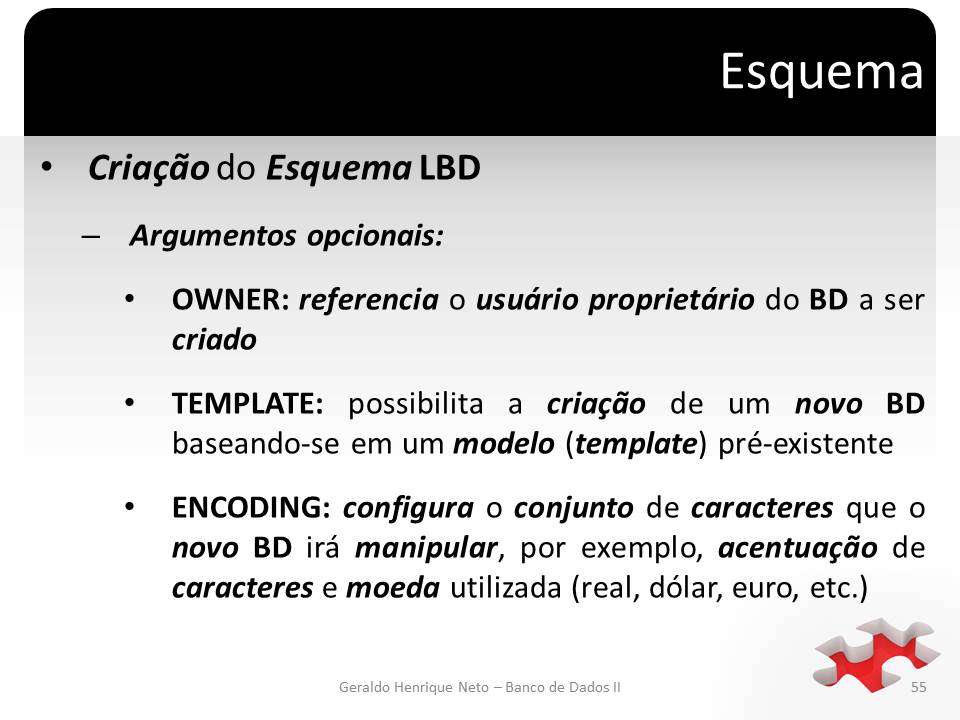 Esquema
• Criação do Esquema LBD
– Argumentos opcionais:
• OWNER: referencia o usuário proprietário do BD a ser
criado
• TEMPLATE: possibilita a criação de um novo BD
baseando-se em um modelo (template) pré-existente
• ENCODING: configura o conjunto de caracteres que o
novo BD irá manipular, por exemplo, acentuação de
caracteres e moeda utilizada (real, dólar, euro, etc.)
Geraldo Henrique Neto – Banco de Dados II
55